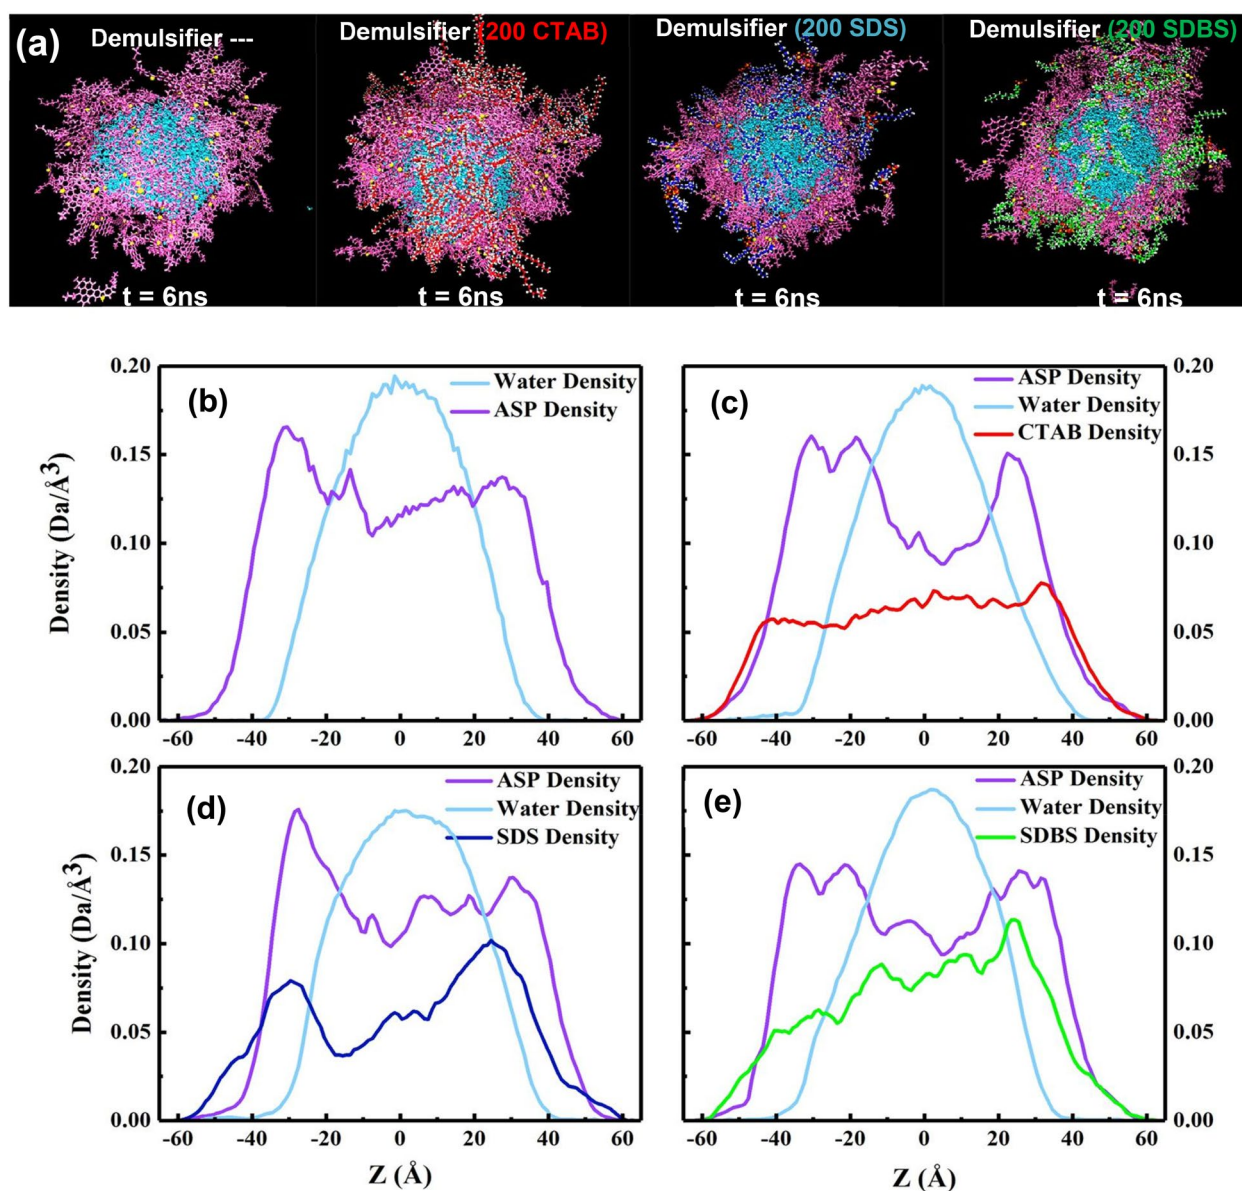 (a)
Demulsifier ---
Demulsifier (200 CTAB)
Demulsifier (200 SDS)
Demulsifier (200 SDBS)
t = 6ns
t = 6ns
t = 6ns
t = 6ns
(b)
Water Density
ASP Density
0.20
0.15
0.10
0.05
0.00
-60 -40 -20 0 20 40 60
Density (Da/Å³)
(c)
ASP Density
Water Density
CTAB Density
0.20
0.15
0.10
0.05
0.00
-60 -40 -20 0 20 40 60
(d)
ASP Density
Water Density
SDS Density
0.20
0.15
0.10
0.05
0.00
-60 -40 -20 0 20 40 60
Density (Da/Å³)
Z (Å)
(e)
ASP Density
Water Density
SDBS Density
0.20
0.15
0.10
0.05
0.00
-60 -40 -20 0 20 40 60
Z (Å)